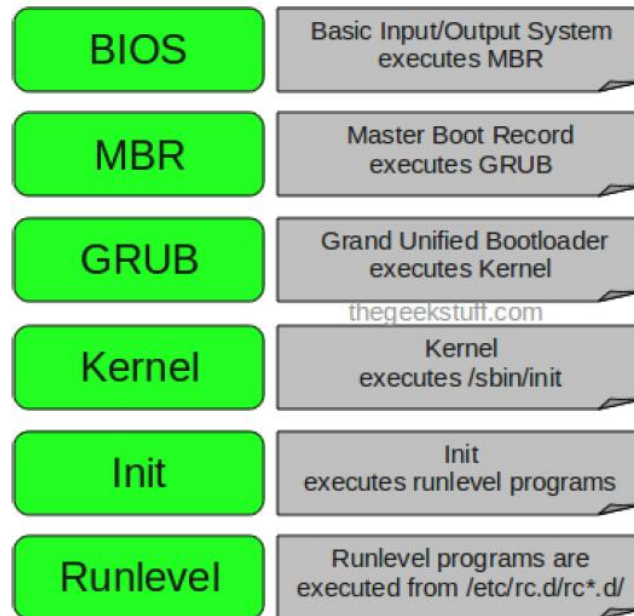 BIOS
Basic Input/Output System
executes MBR
MBR
Master Boot Record
executes GRUB
GRUB
Grand Unified Bootloader
executes Kernel
thegeekstuff.com
Kernel
Kernel
executes /sbin/init
Init
Init
executes runlevel programs
Runlevel
Runlevel programs are
executed from /etc/rc.d/rc*.d/